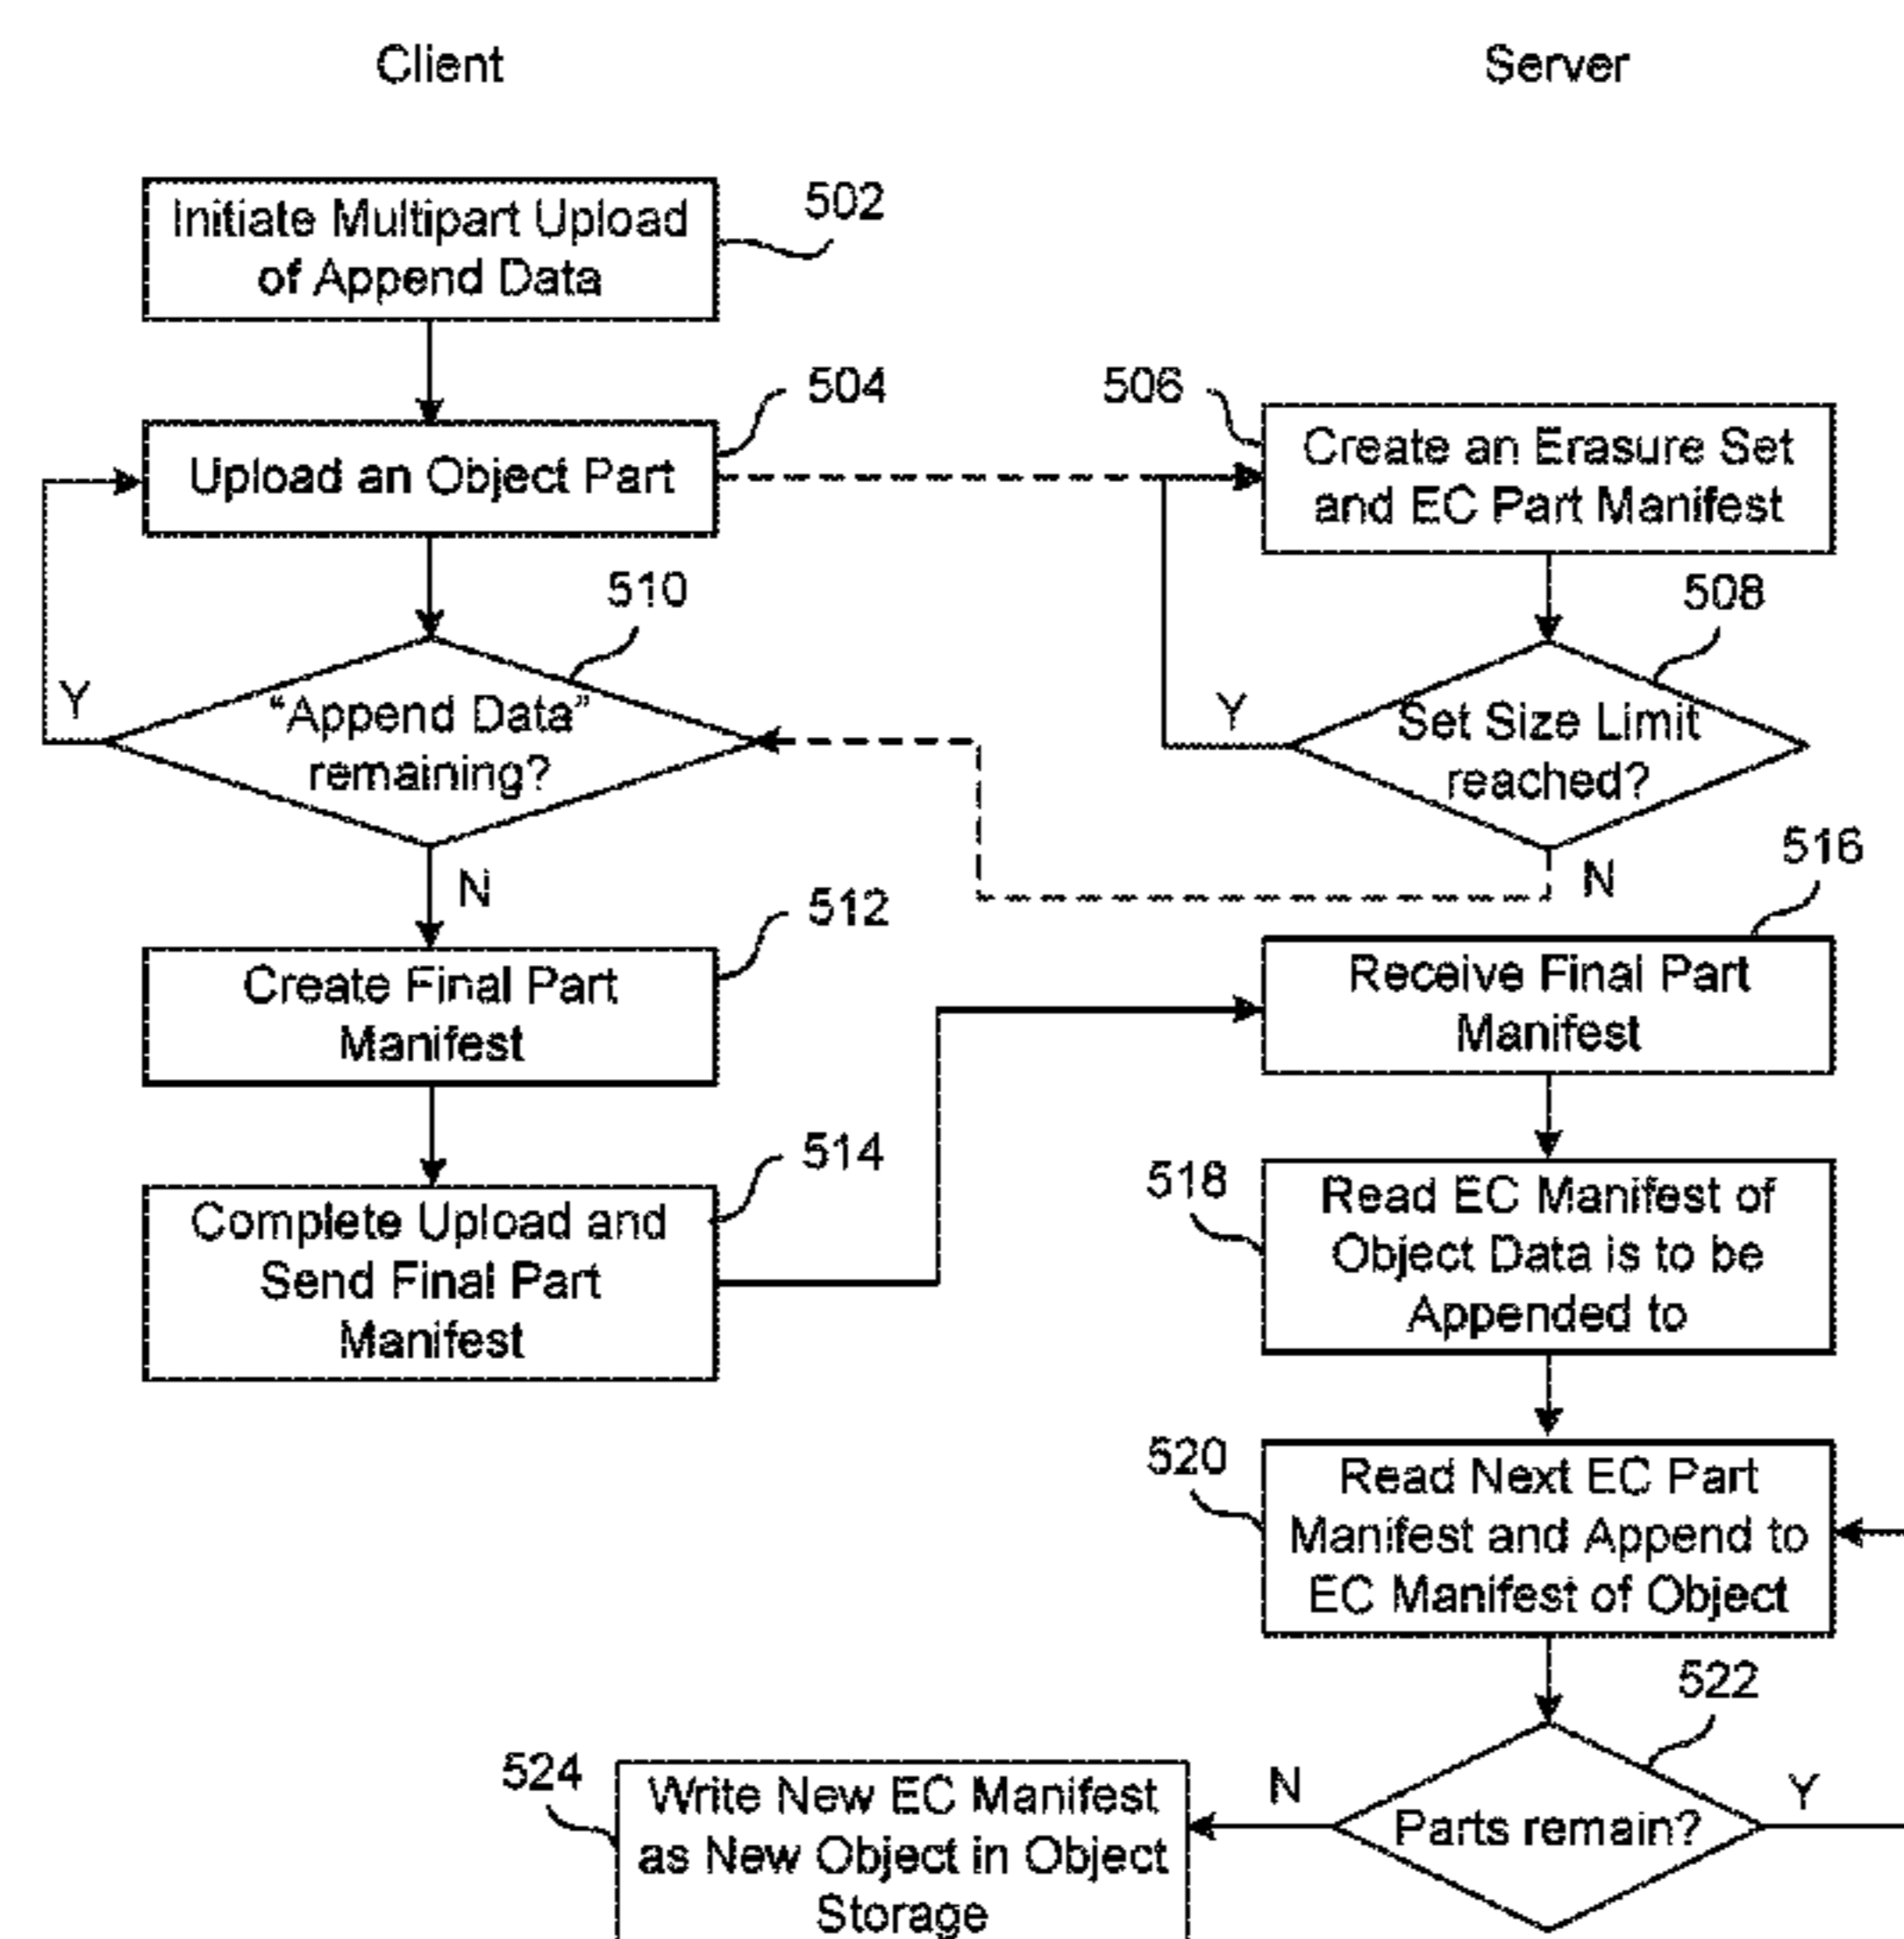 Client
Server
Initiate Multipart Upload
of Append Data
502
Upload an Object Part
504
506
Create an Erasure Set
and EC Part Manifest
510
508
"Append Data"
remaining?
Y
N
Set Size Limit
reached?
Y
N
512
Create Final Part
Manifest
516
Receive Final Part
Manifest
514
Complete Upload and
Send Final Part
Manifest
518
Read EC Manifest of
Object Data is to be
Appended to
520
Read Next EC Part
Manifest and Append to
EC Manifest of Object
522
Parts remain?
N
Y
524
Write New EC Manifest
as New Object in Object
Storage